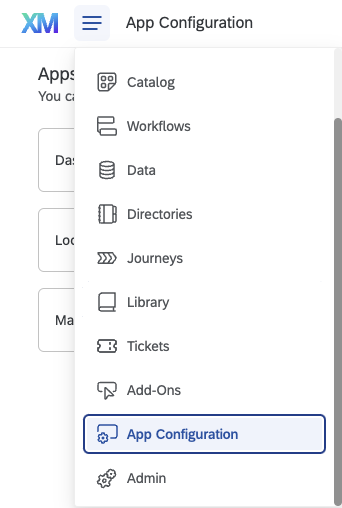 XM App Configuration
Apps
You ca
Catalog
Workflows
Das
Data
Directories
Loc
Journeys
Library
Ma
Tickets
Add-Ons
App Configuration
Admin